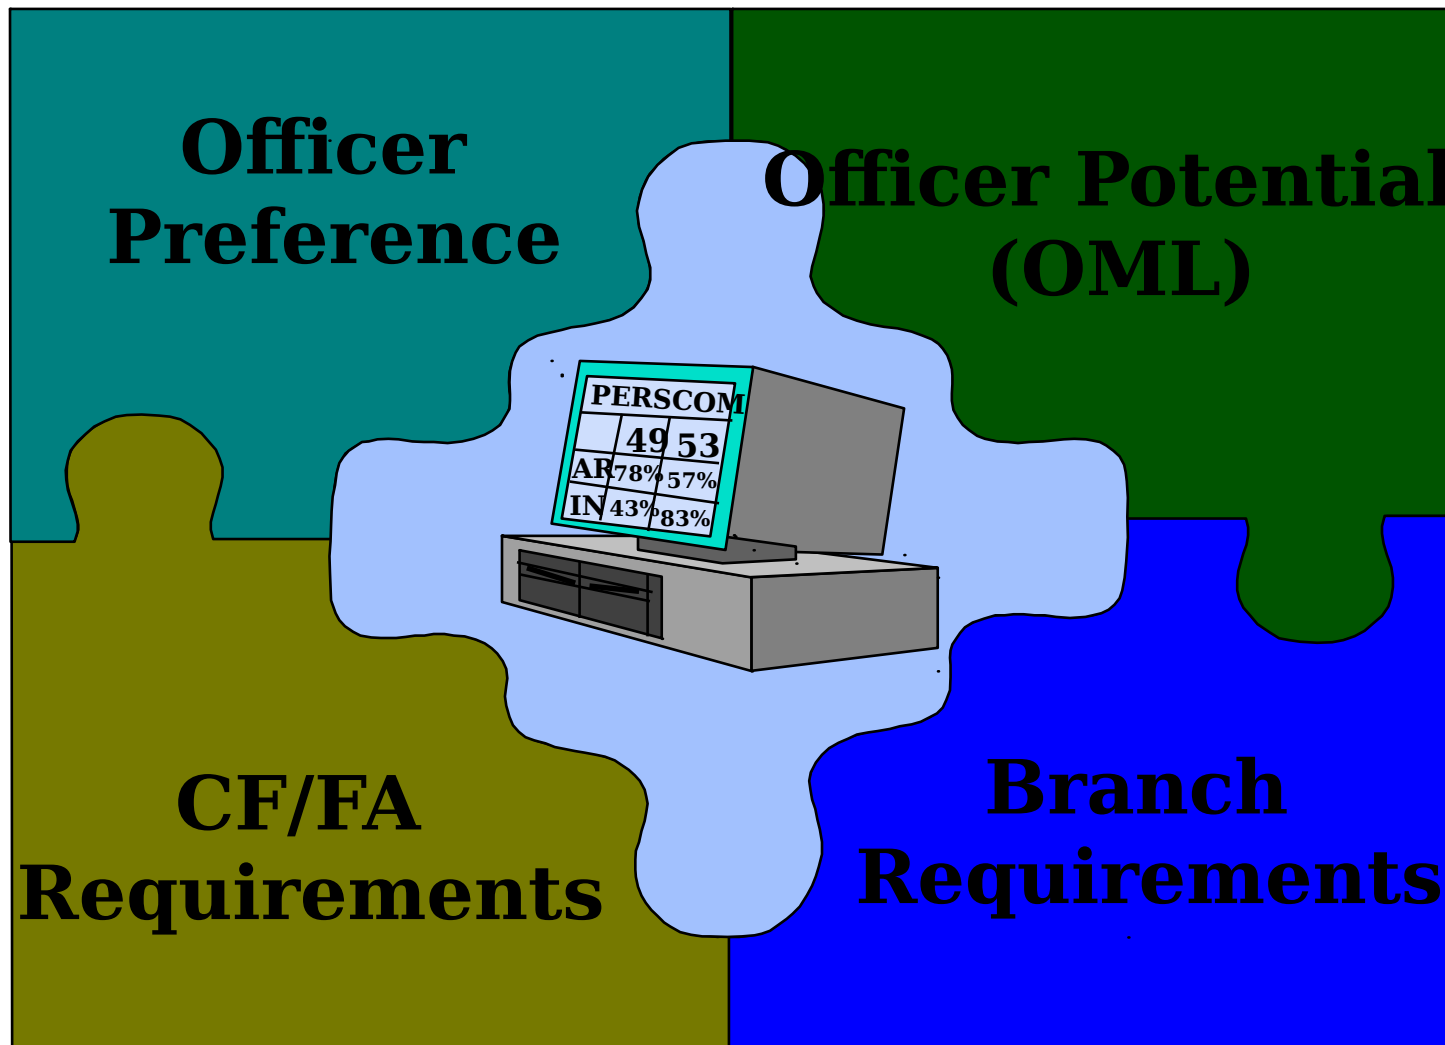 Officer
Preference
Officer Potential
(OML)
PERSCOM
49 53
AR 78% 57%
IN 43% 83%
CF/FA
Requirements
Branch
Requirements